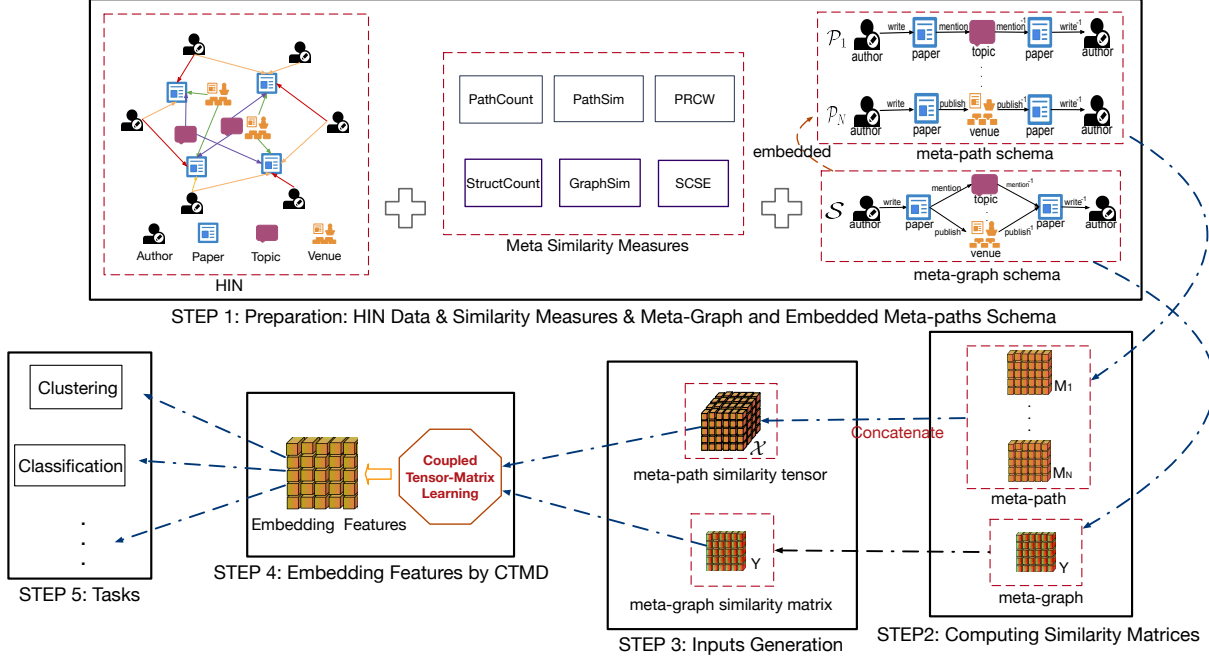 Author
Paper
Topic
Venue
HIN
PathCount
PathSim
PRCW
StructCount
GraphSim
SCSE
Meta Similarity Measures
P1
author
write
paper
mention
topic
mention-1
paper
write-1
author
PN
author
write
paper
publish
venue
publish-1
paper
write-1
author
meta-path schema
embedded
S
author
write
paper
mention
topic
mention-1
publish
venue
publish-1
paper
write-1
author
meta-graph schema
STEP 1: Preparation: HIN Data & Similarity Measures & Meta-Graph and Embedded Meta-paths Schema
Clustering
Classification
STEP 5: Tasks
Embedding Features
Coupled
Tensor-Matrix
Learning
STEP 4: Embedding Features by CTMD
X
meta-path similarity tensor
Y
meta-graph similarity matrix
STEP 3: Inputs Generation
Concatenate
M1
MN
meta-path
Y
meta-graph
STEP2: Computing Similarity Matrices